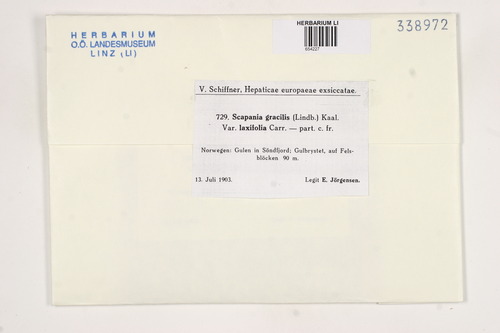 HERBARIUM
O.Ö. LANDESMUSEUM
LINZ (LI)
HERBARIUM LI
654227
338972
V. Schiffner, Hepaticae europaeae exsiccatae.
729. Scapania gracilis (Lindb.) Kaal.
Var. laxifolia Carr. — part. c. fr.
Norwegen: Gulen in Söndfjord; Gulbrystet, auf Fels-
blöcken 90 m.
13. Juli 1903. Legit E. Jörgensen.